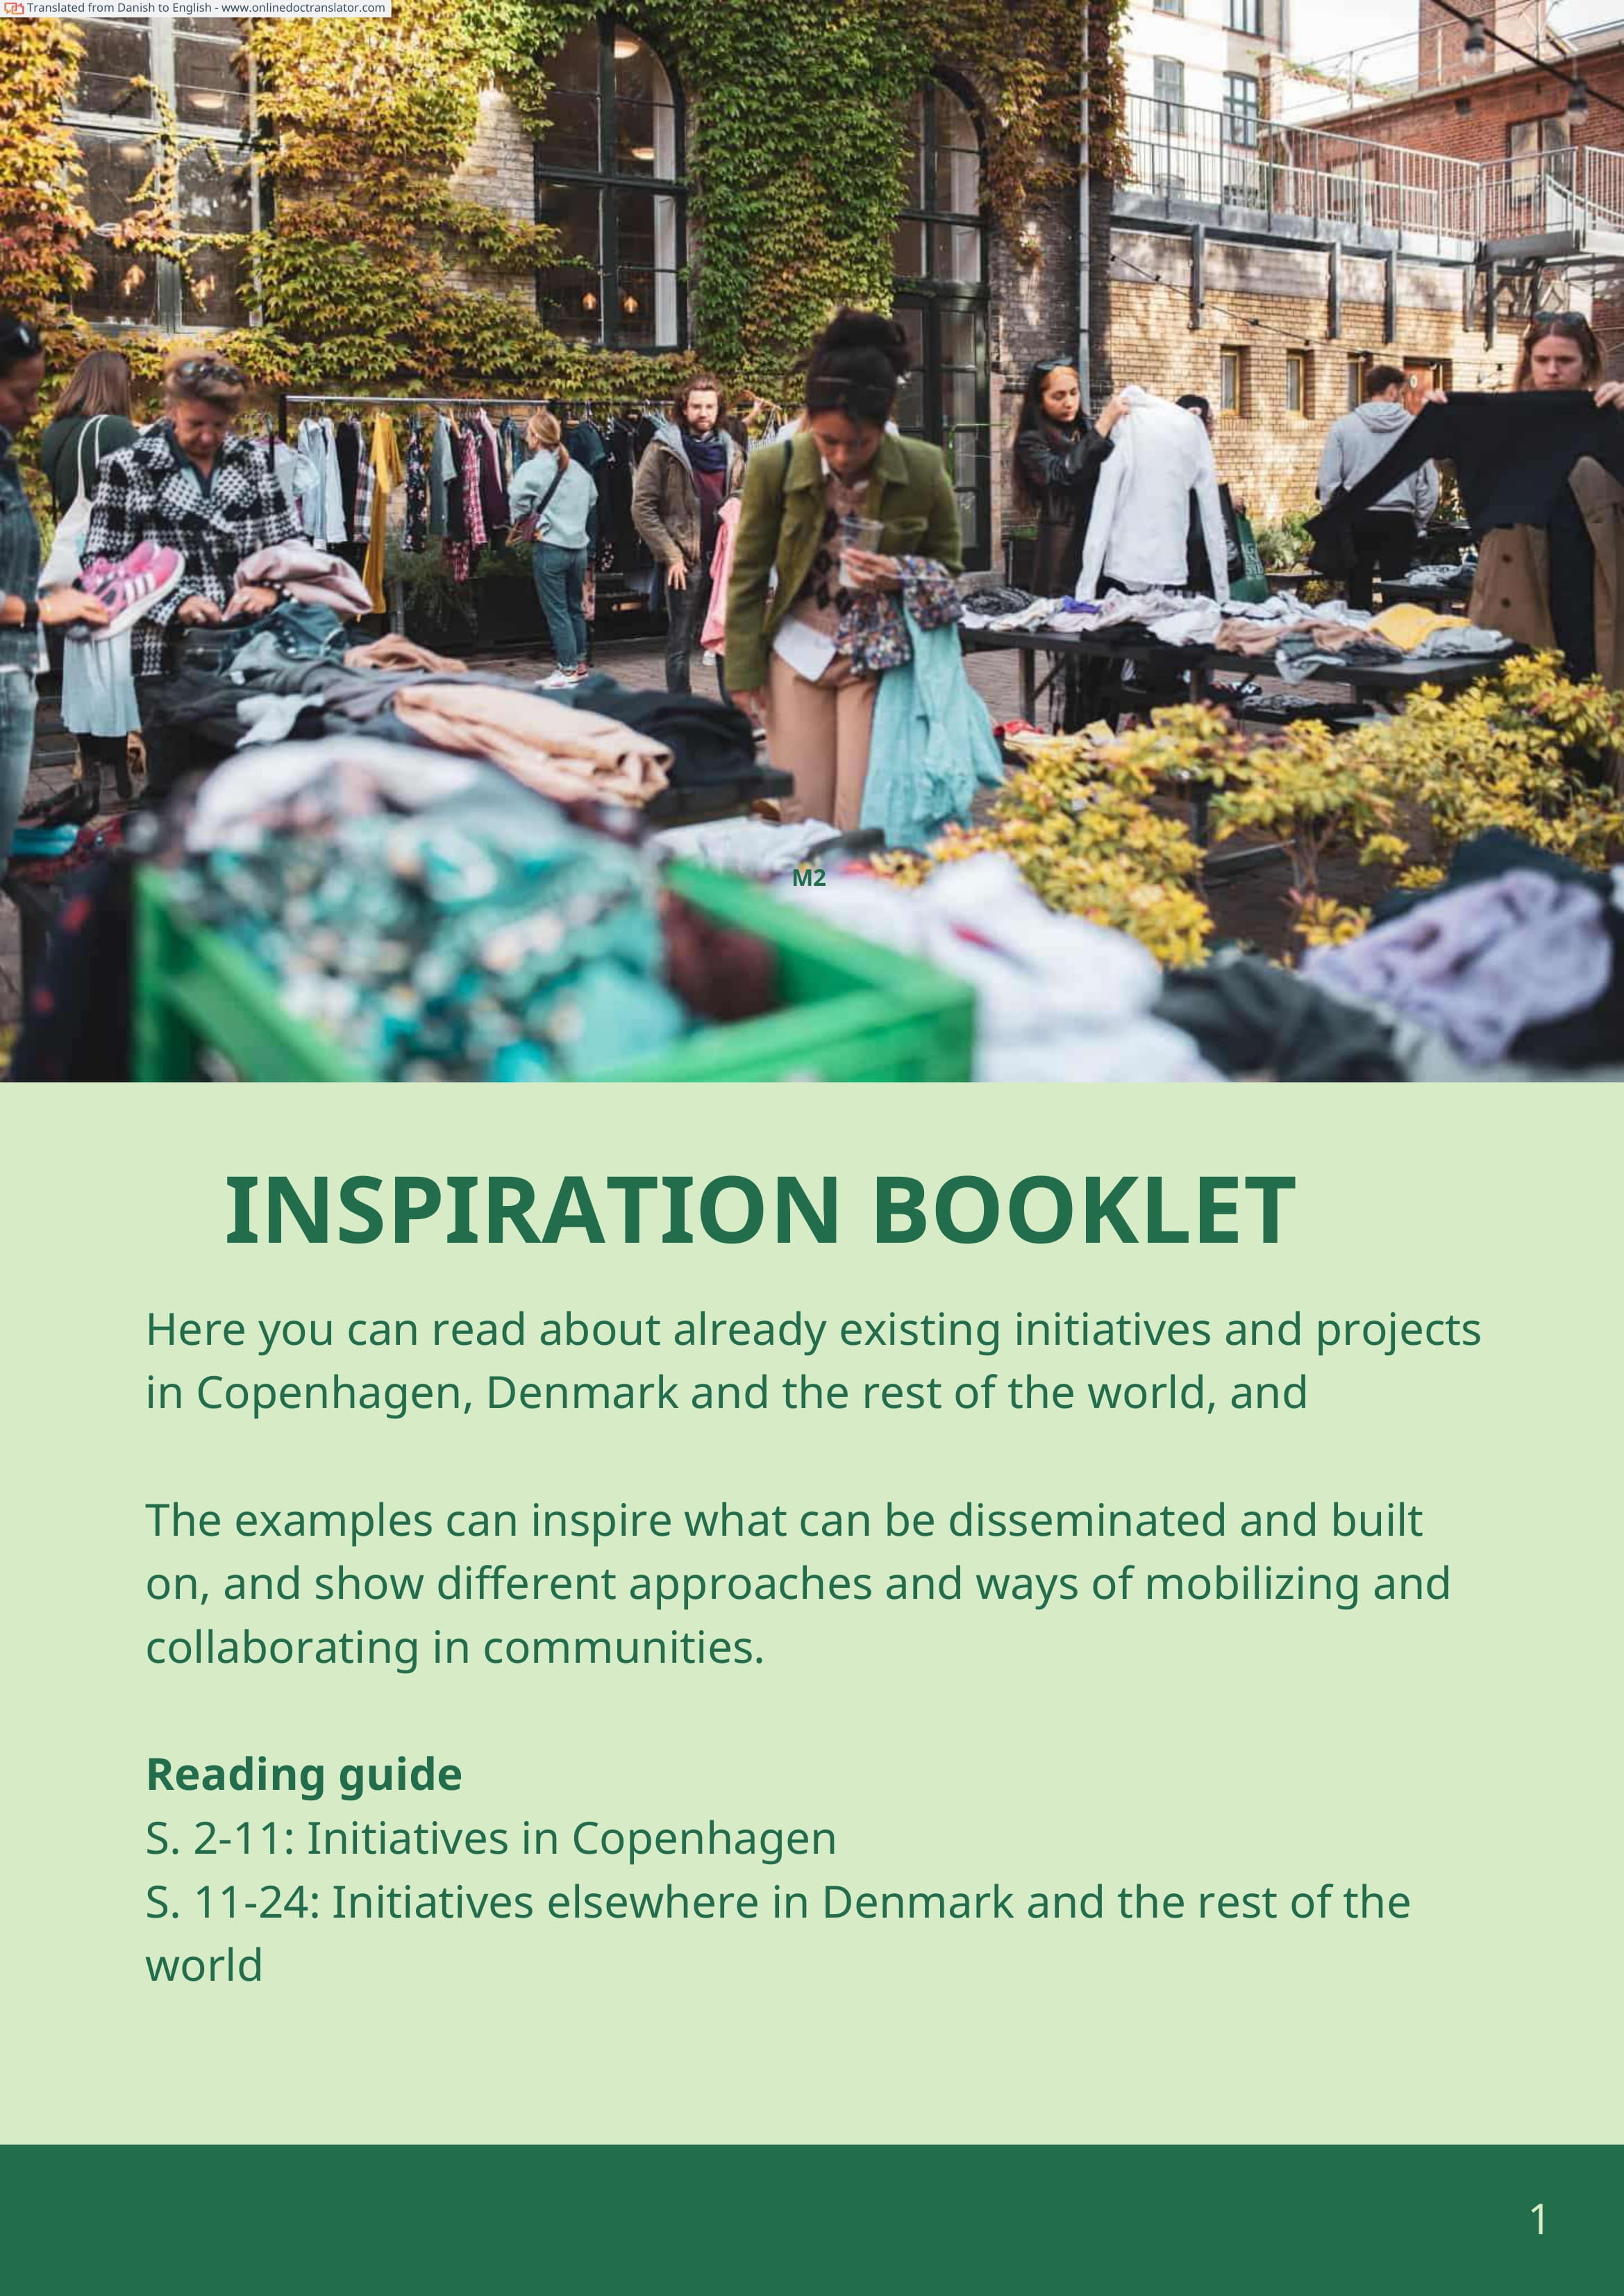 Translated from Danish to English - www.onlinedoctranslator.com
M2
INSPIRATION BOOKLET
Here you can read about already existing initiatives and projects
in Copenhagen, Denmark and the rest of the world, and
The examples can inspire what can be disseminated and built
on, and show different approaches and ways of mobilizing and
collaborating in communities.
Reading guide
S. 2-11: Initiatives in Copenhagen
S. 11-24: Initiatives elsewhere in Denmark and the rest of the
world
1